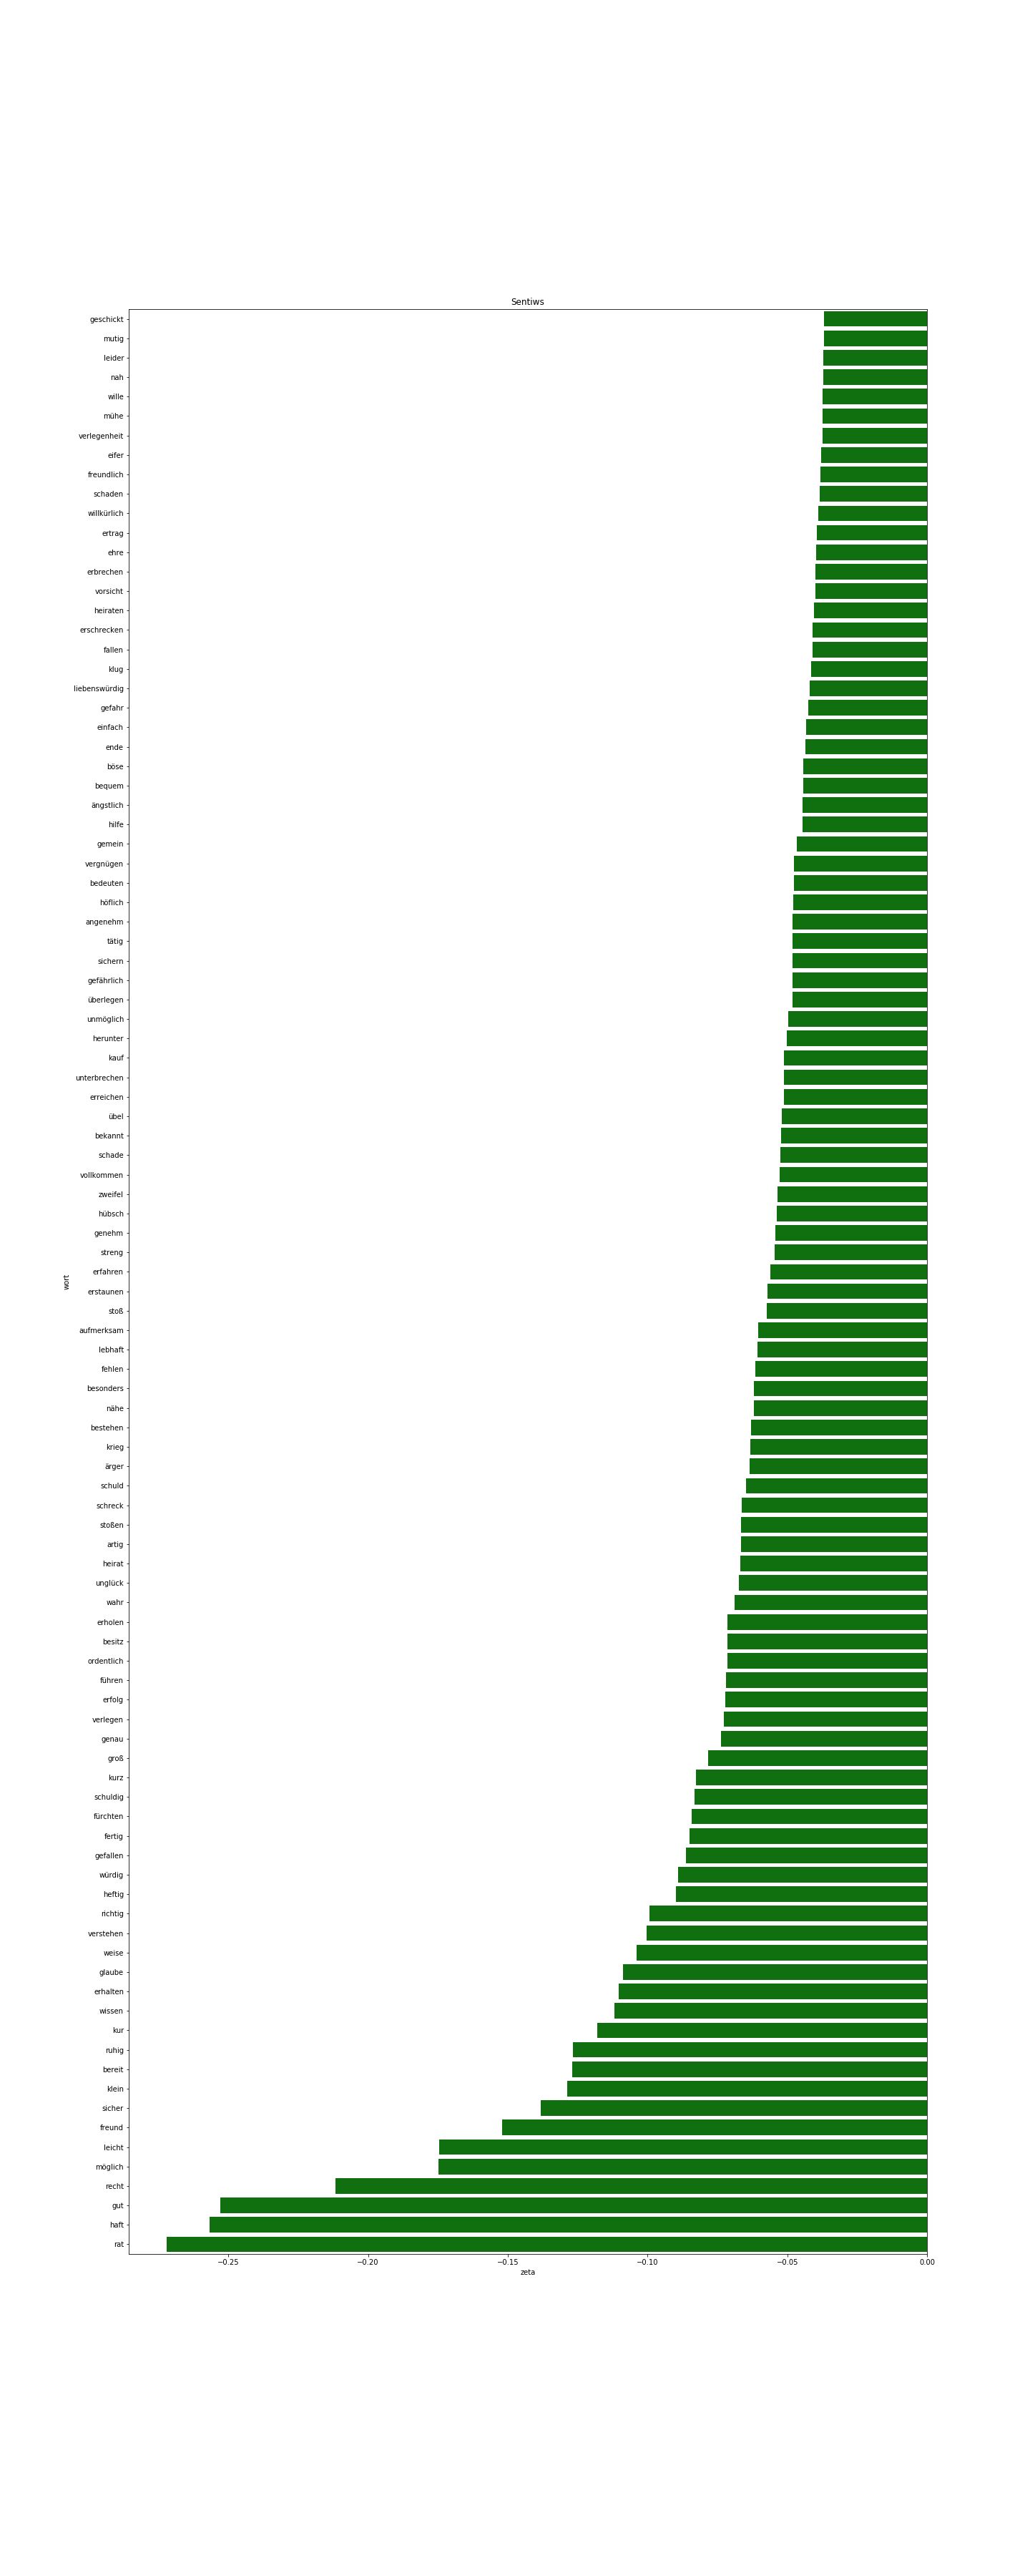 Sentiws
geschickt
mutig
leider
nah
wille
mühe
verlegenheit
eifer
freundlich
schaden
willkürlich
ertrag
ehre
erbrechen
vorsicht
heiraten
erschrecken
fallen
klug
liebenswürdig
gefahr
einfach
ende
böse
bequem
ängstlich
hilfe
gemein
vergnügen
bedeuten
höflich
angenehm
tätig
sichern
gefährlich
überlegen
unmöglich
herunter
kauf
unterbrechen
erreichen
übel
bekannt
schade
vollkommen
zweifel
hübsch
genehm
streng
erfahren
wort
erstaunen
stoß
aufmerksam
lebhaft
fehlen
besonders
nähe
bestehen
krieg
ärger
schuld
schreck
stoßen
artig
heirat
unglück
wahr
erholen
besitz
ordentlich
führen
erfolg
verlegen
genau
groß
kurz
schuldig
fürchten
fertig
gefallen
würdig
heftig
richtig
verstehen
weise
glaube
erhalten
wissen
kur
ruhig
bereit
klein
sicher
freund
leicht
möglich
recht
gut
haft
rat
−0.25 −0.20 −0.15 −0.10 −0.05 0.00
zeta